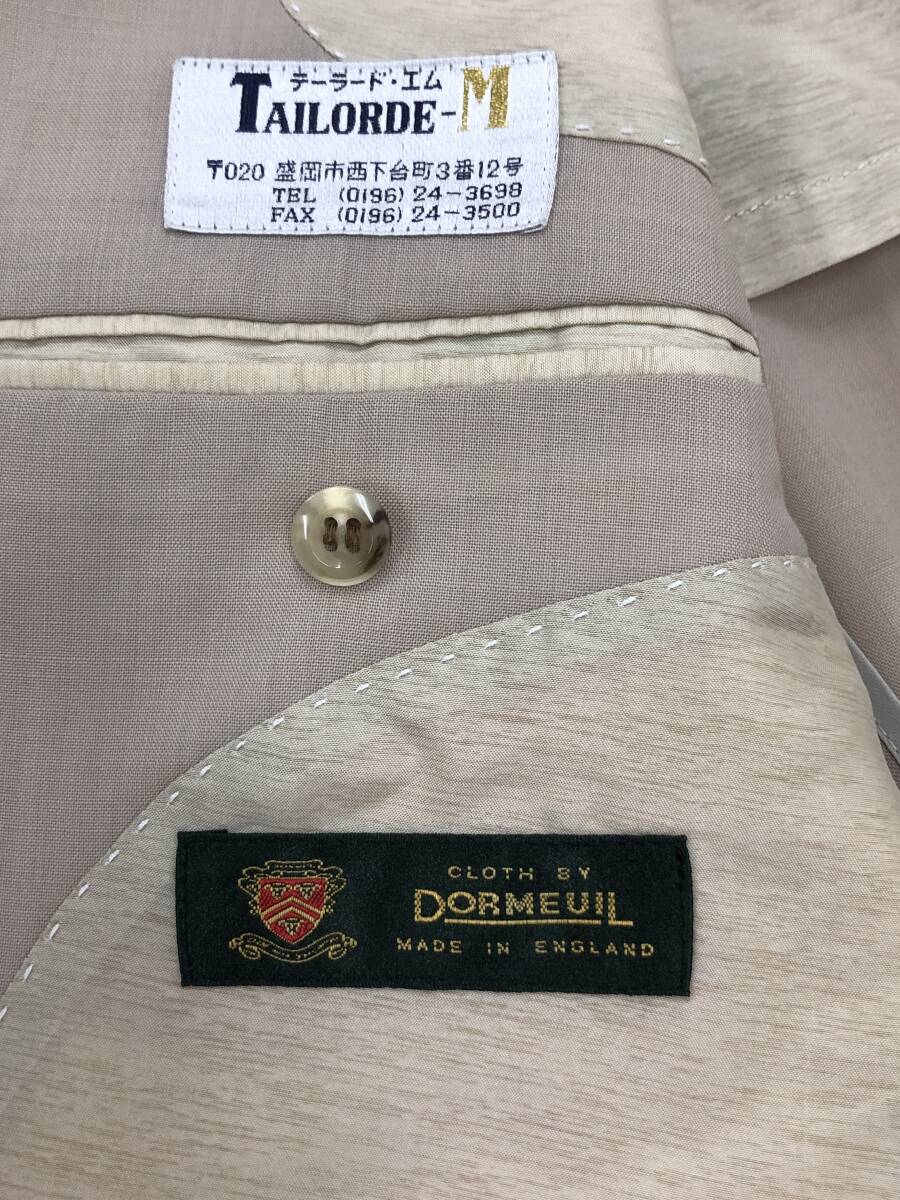 テーラード・エム
TAILORDE-M
〒020 盛岡市西下台町3番12号
TEL (0196) 24-3698
FAX (0196) 24-3500
CLOTH BY
DORMEUIL
MADE IN ENGLAND